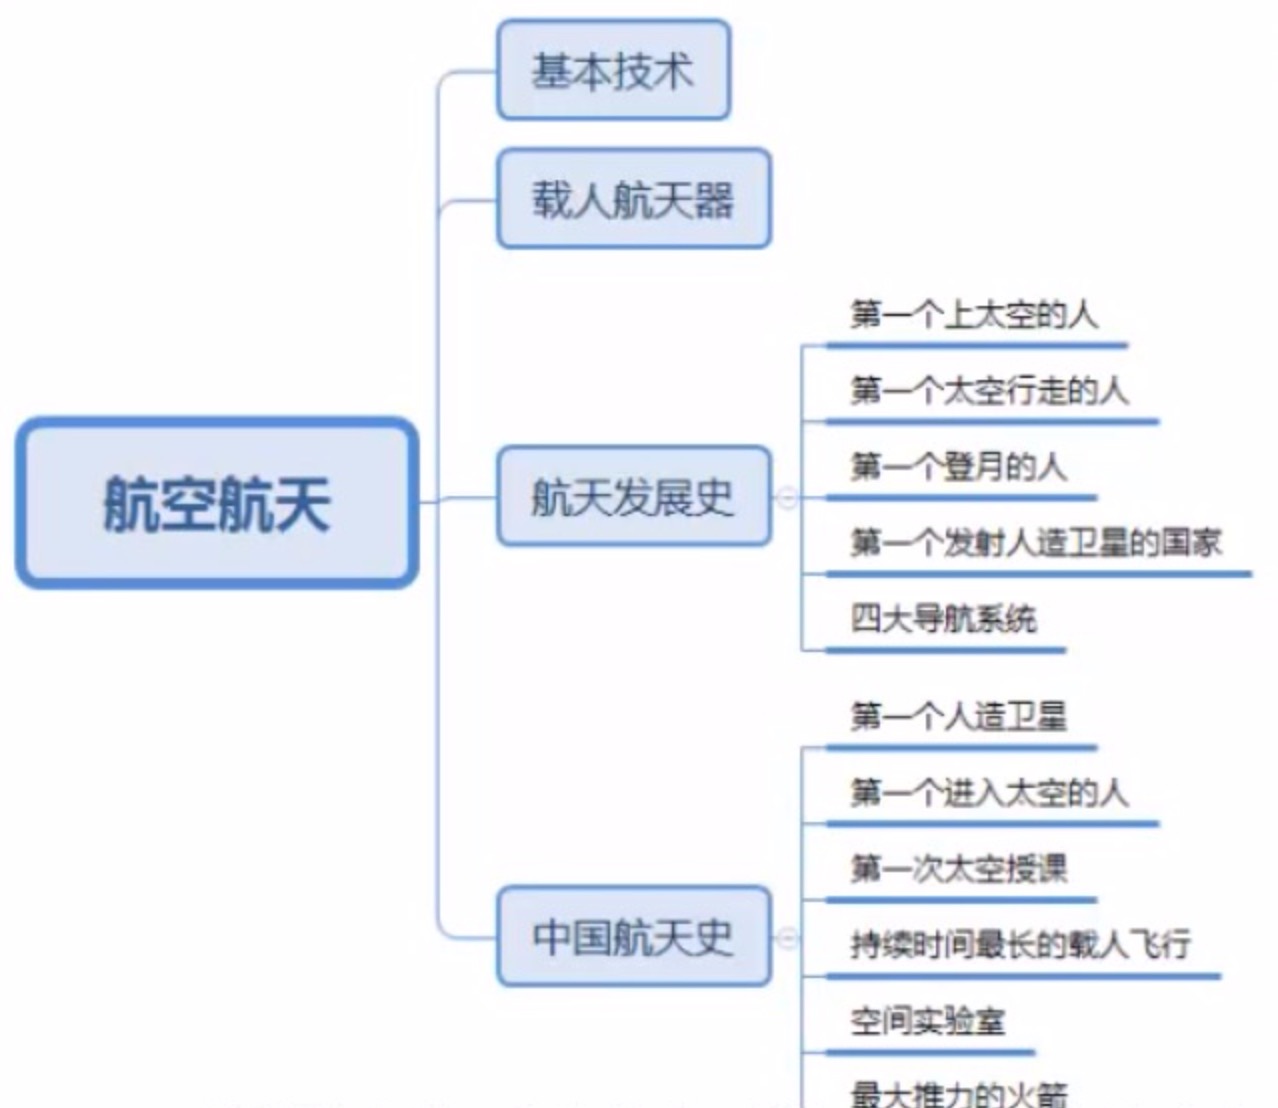 基本技术
载人航天器
航空航天
航天发展史
第一个上太空的人
第一个太空行走的人
第一个登月的人
第一个发射人造卫星的国家
四大导航系统
中国航天史
第一个人造卫星
第一个进入太空的人
第一次太空授课
持续时间最长的载人飞行
空间实验室
最大推力的火箭